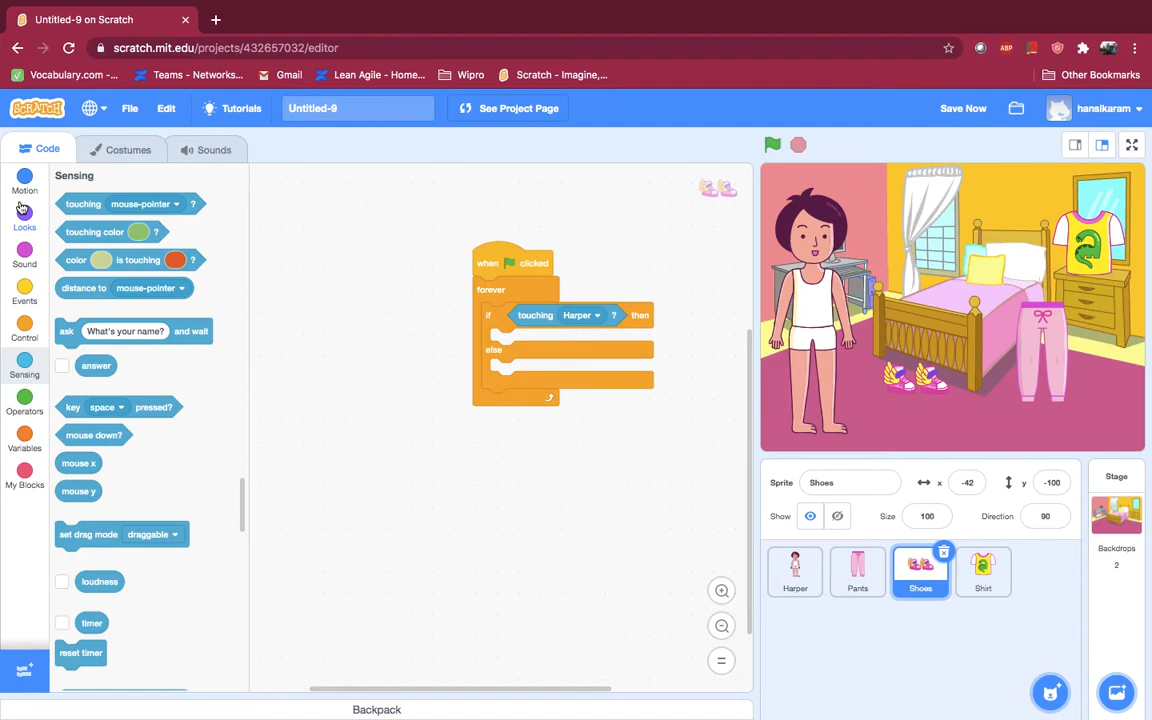 Untitled-9 on Scratch
scratch.mit.edu/projects/432657032/editor
ABP
Vocabulary.com -... Teams - Networks... Gmail Lean Agile - Home... Wipro Scratch - Imagine,... Other Bookmarks
SCRATCH File Edit Tutorials Untitled-9 See Project Page Save Now hansikaram
Code Costumes Sounds
Motion
Looks
Sound
Events
Control
Sensing
Operators
Variables
My Blocks
Sensing
touching mouse-pointer ?
touching color ?
color is touching ?
distance to mouse-pointer
ask What's your name? and wait
answer
key space pressed?
mouse down?
mouse x
mouse y
set drag mode draggable
loudness
timer
reset timer
when clicked
forever
if touching Harper ? then
else
Sprite Shoes x -42 y -100
Show Size 100 Direction 90
Harper Pants Shoes Shirt
Stage
Backdrops
2
Backpack